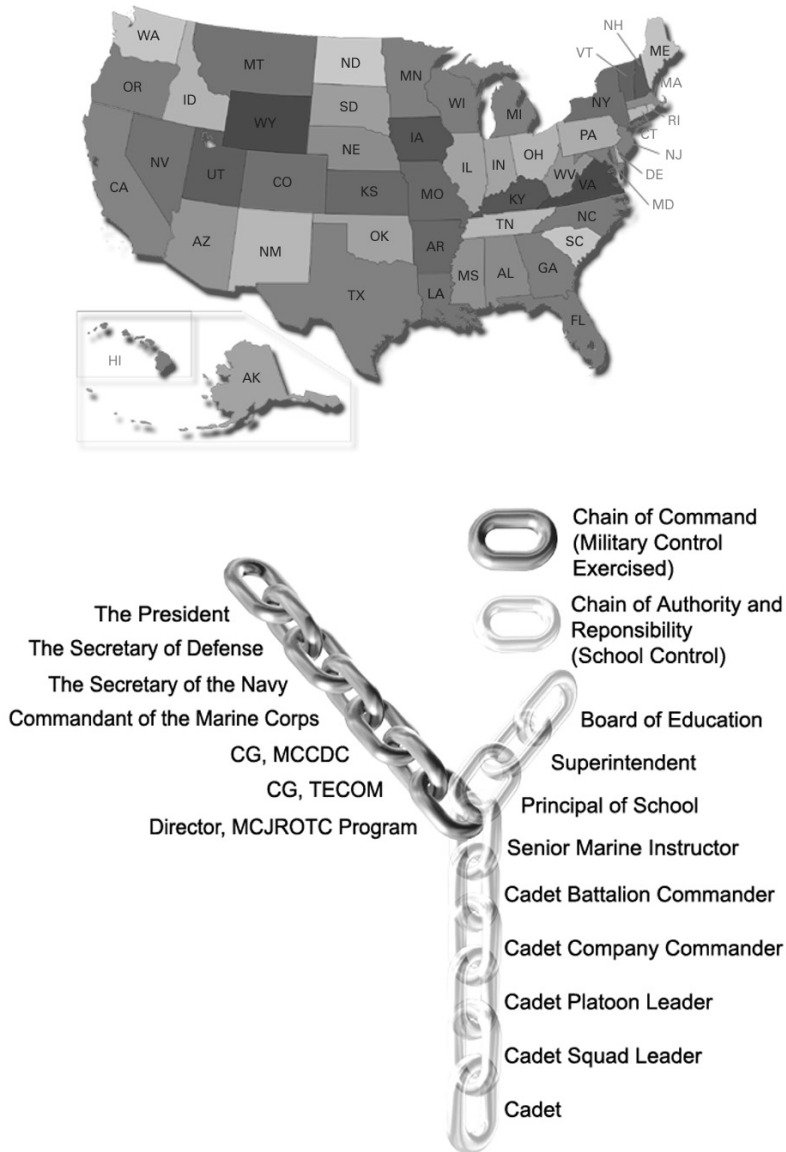 WA
MT
ND
MN
OR
ID
SD
WI
MI
WY
NE
IA
NV
UT
CO
CA
KS
MO
IL
IN
OH
PA
NY
VT
NH
ME
MA
RI
CT
NJ
DE
MD
WV
VA
KY
NC
TN
SC
AZ
NM
OK
AR
TX
LA
MS
AL
GA
FL
HI
AK
Chain of Command
(Military Control
Exercised)
Chain of Authority and
Reponsibility
(School Control)
The President
The Secretary of Defense
The Secretary of the Navy
Commandant of the Marine Corps
CG, MCCDC
CG, TECOM
Director, MCJROTC Program
Board of Education
Superintendent
Principal of School
Senior Marine Instructor
Cadet Battalion Commander
Cadet Company Commander
Cadet Platoon Leader
Cadet Squad Leader
Cadet